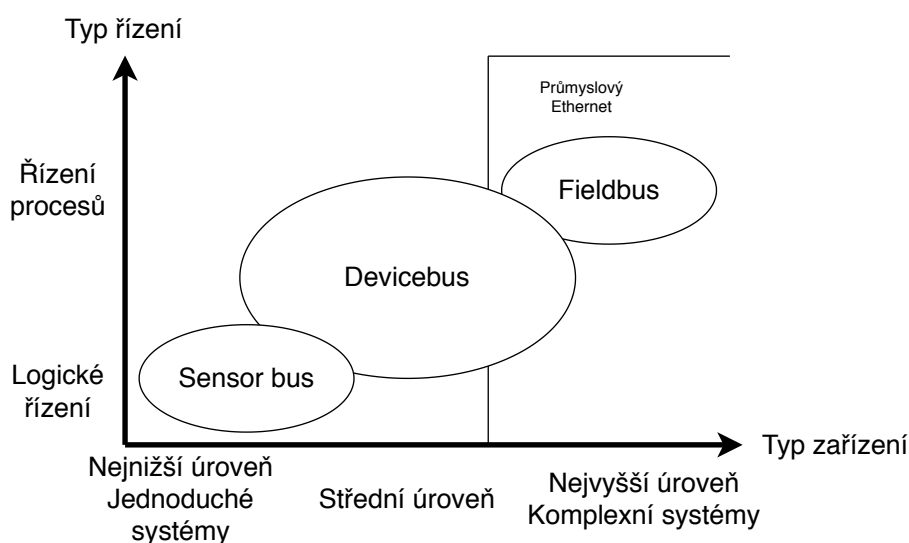 Typ řízení
Průmyslový
Ethernet
Řízení
procesů
Fieldbus
Devicebus
Logické
řízení
Sensor bus
Typ zařízení
Nejnižší úroveň
Jednoduché
systémy
Střední úroveň
Nejvyšší úroveň
Komplexní systémy